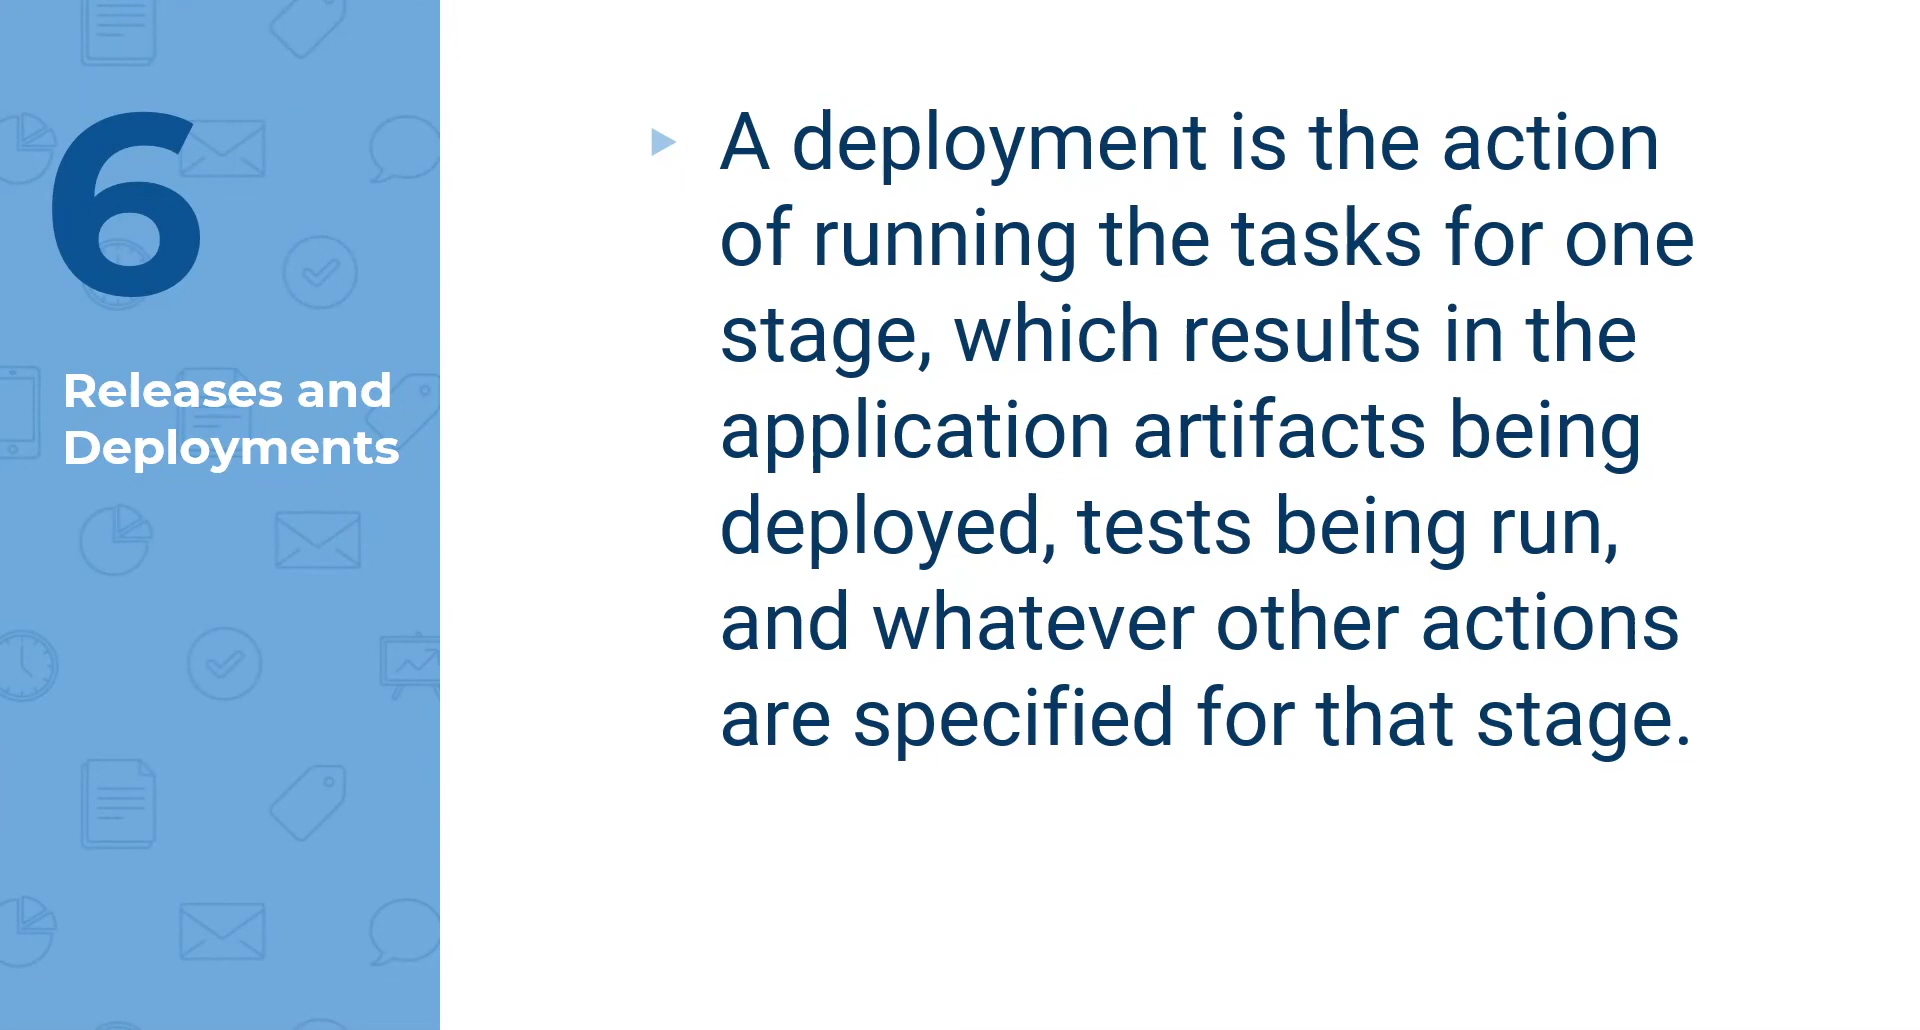 6
Releases and
Deployments
A deployment is the action
of running the tasks for one
stage, which results in the
application artifacts being
deployed, tests being run,
and whatever other actions
are specified for that stage.